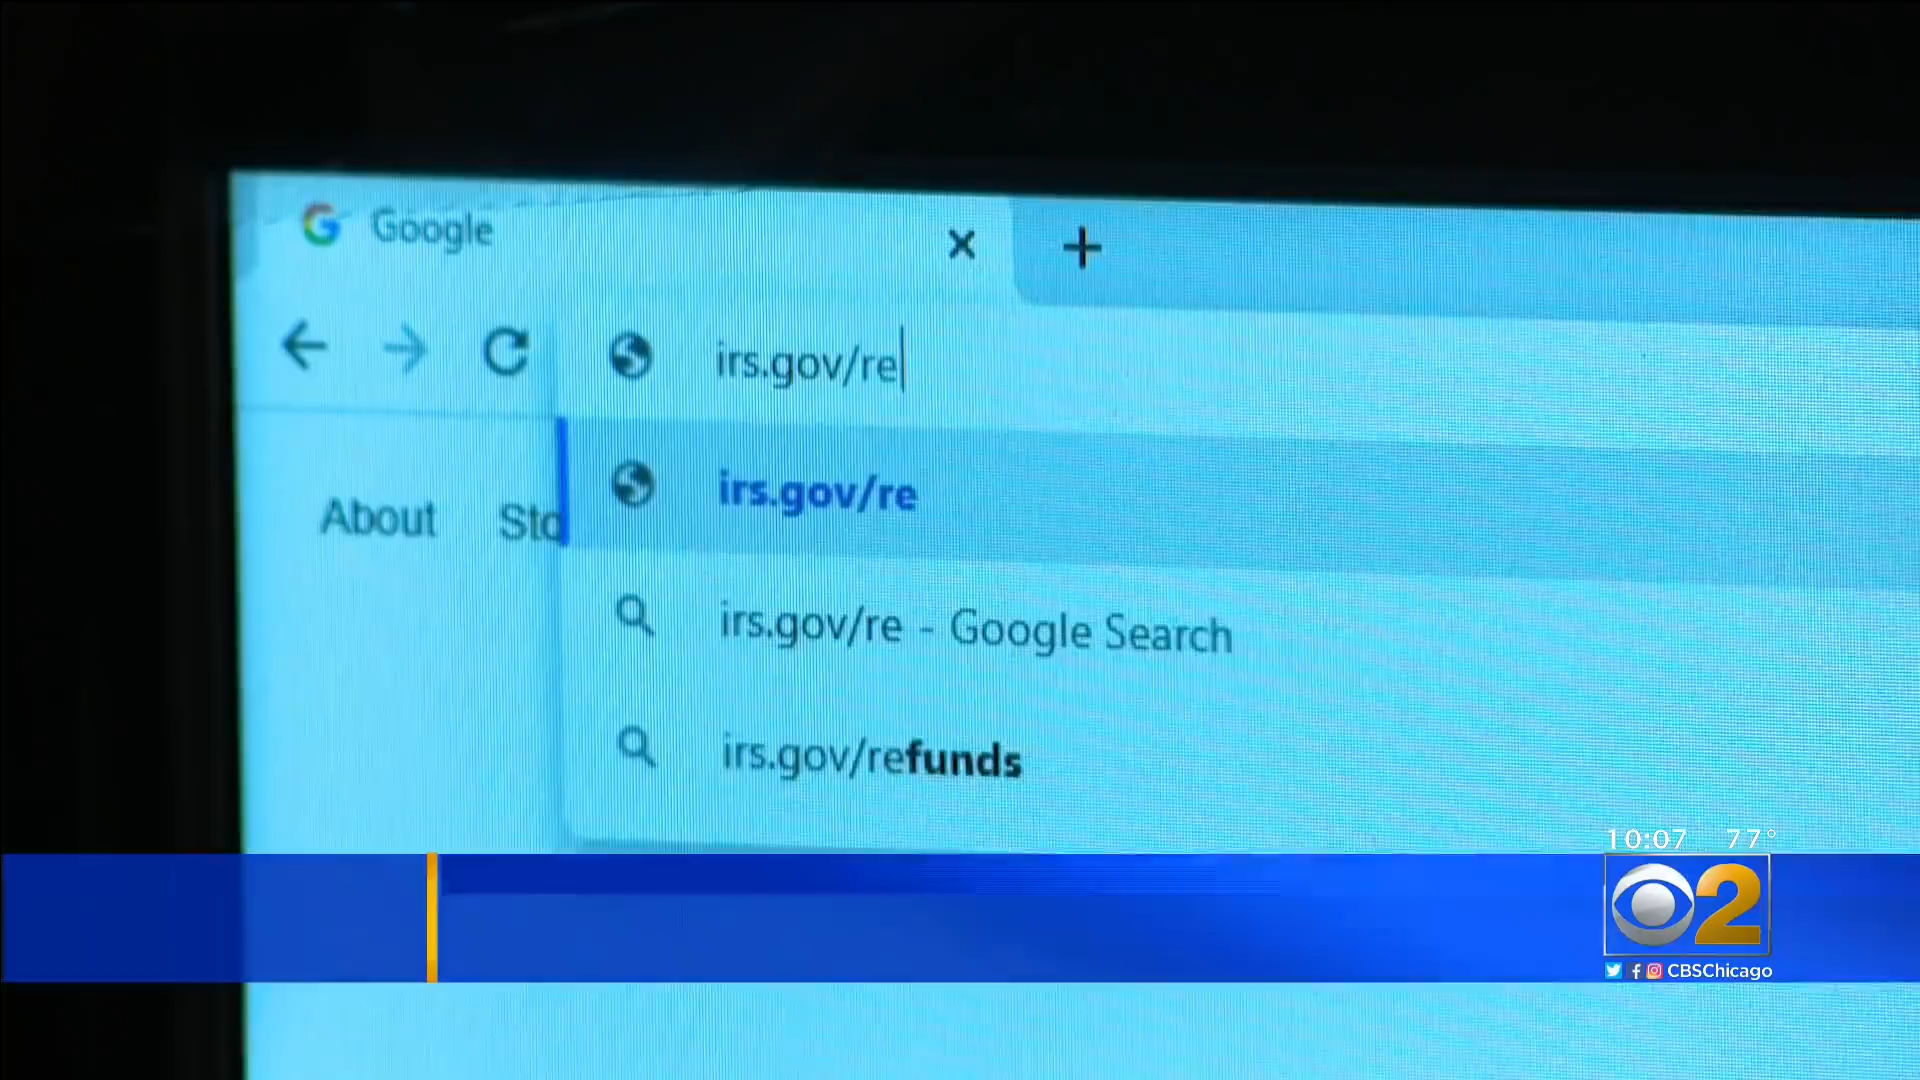 Google
irs.gov/re
irs.gov/re
About Sto
irs.gov/re - Google Search
irs.gov/refunds
10:07 77°
2
CBSChicago